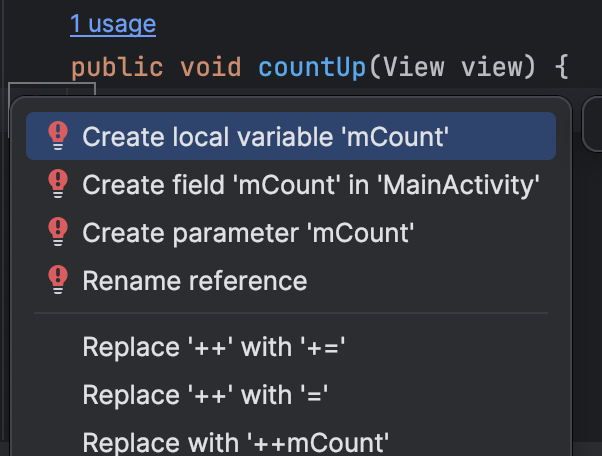 1 usage
public void countUp(View view) {
Create local variable 'mCount'
Create field 'mCount' in 'MainActivity'
Create parameter 'mCount'
Rename reference
Replace '++' with '+='
Replace '++' with '='
Replace with '++mCount'